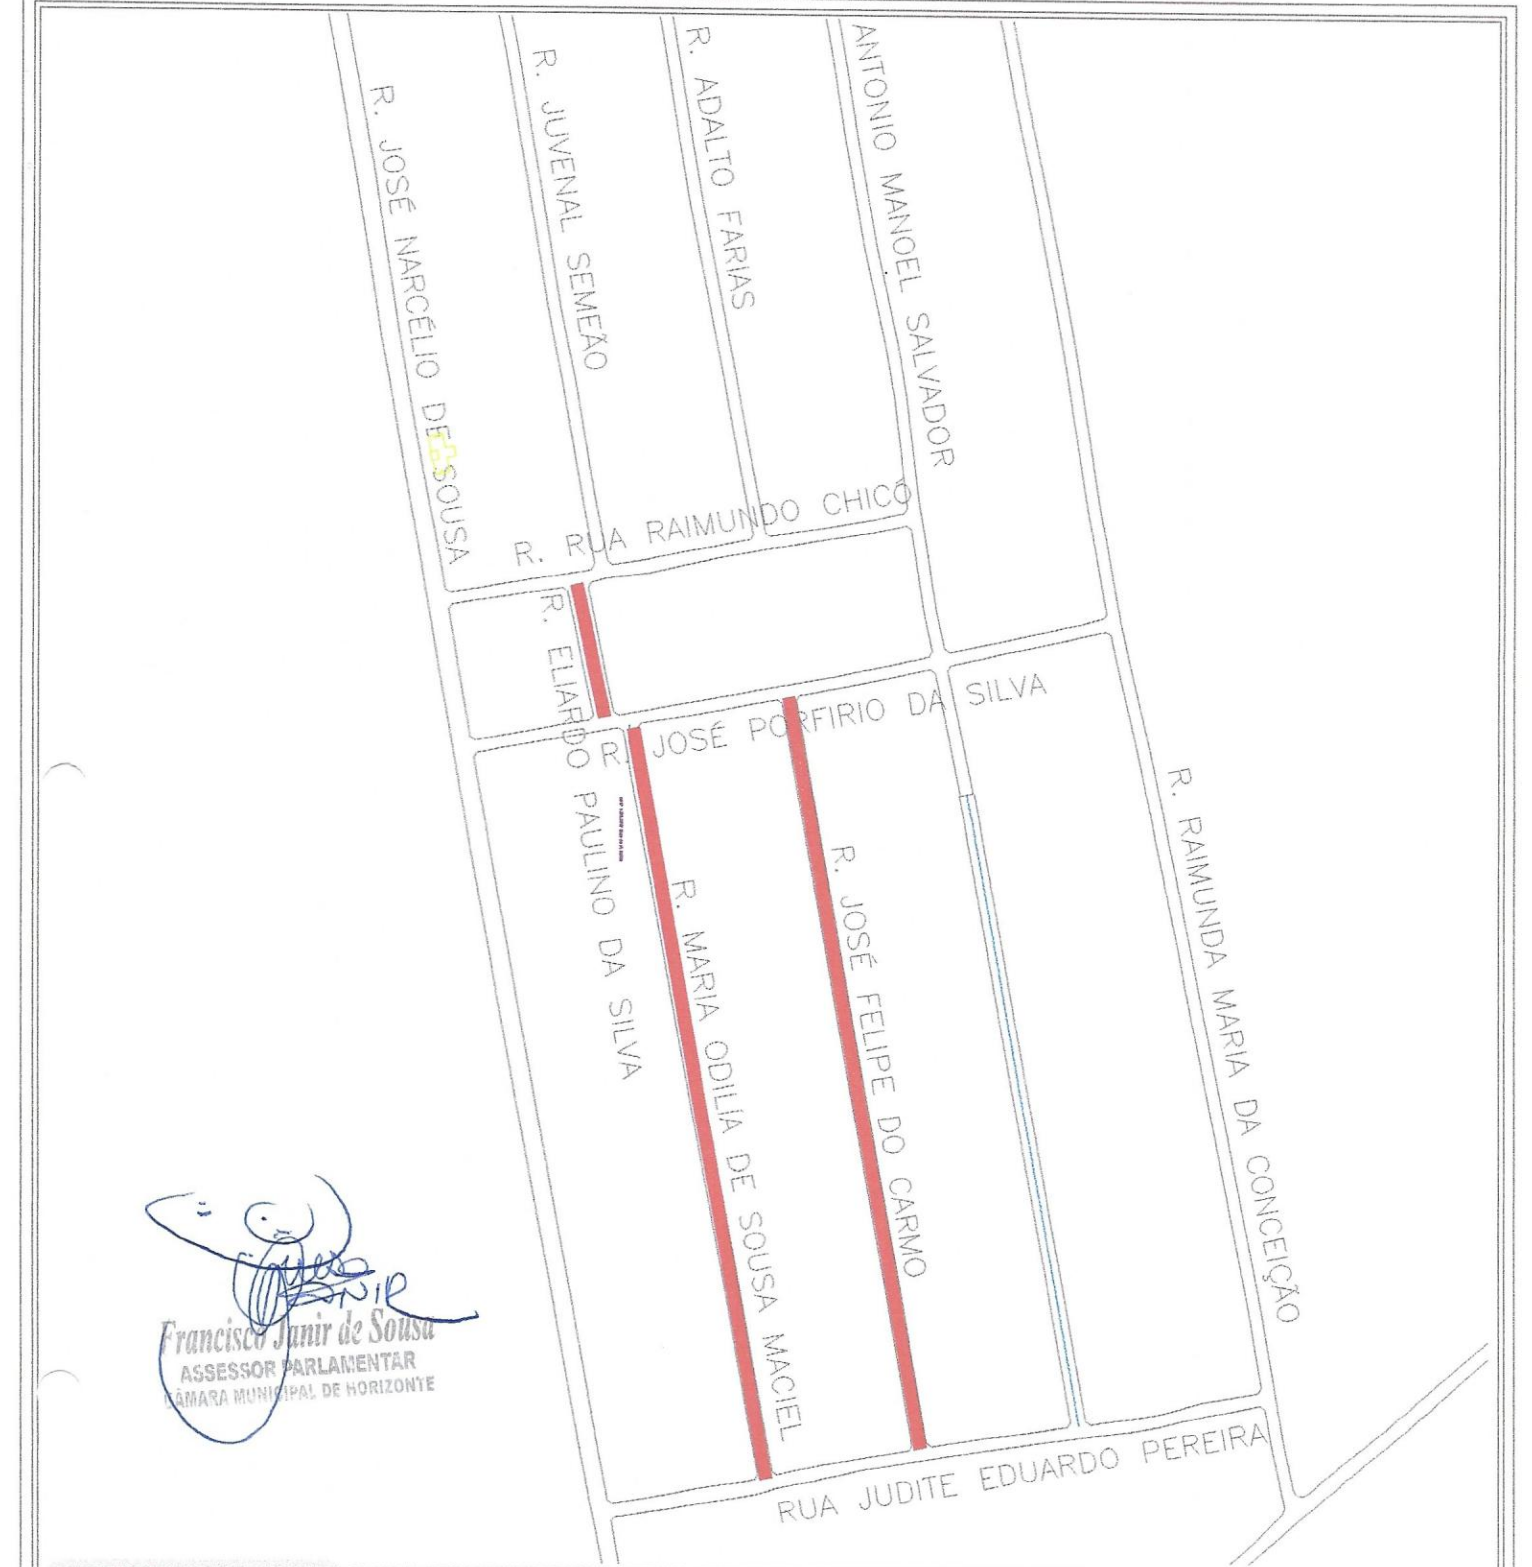 R. JOSÉ NARCÉLIO DE SOUSA
R. JUVENAL SEMEÃO
R. ADALTO FARIAS
ANTONIO MANOEL SALVADOR
R. RUA RAIMUNDO CHICÓ
R. ELIARDO PAULINO DA SILVA
R. JOSÉ PORFIRIO DA SILVA
R. MARIA ODILIA DE SOUSA MACIEL
R. JOSÉ FELIPE DO CARMO
R. RAIMUNDA MARIA DA CONCEIÇÃO
RUA JUDITE EDUARDO PEREIRA
JANIR
Francisco Janir de Sousa
ASSESSOR PARLAMENTAR
CÂMARA MUNICIPAL DE HORIZONTE